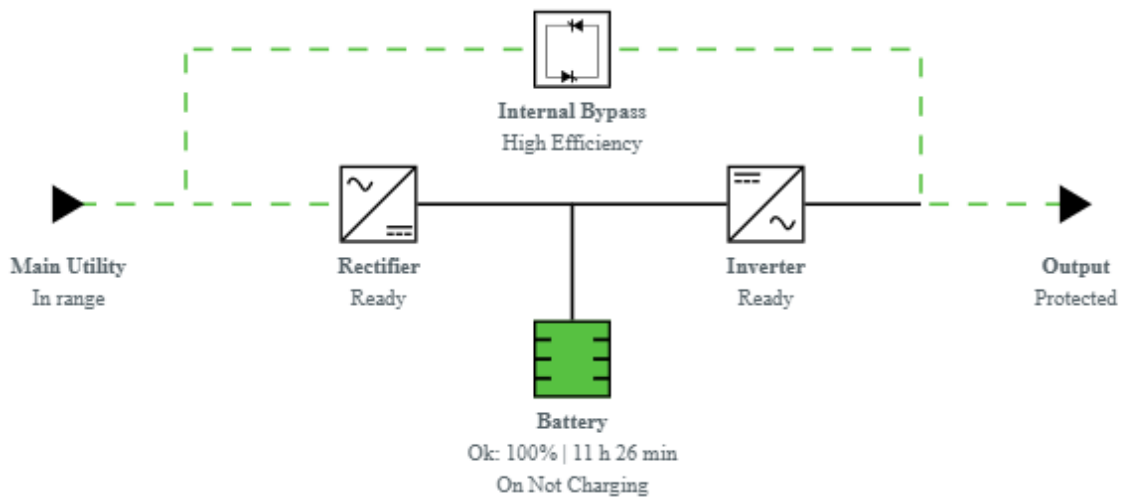 Internal Bypass
High Efficiency
Main Utility
In range
Rectifier
Ready
Inverter
Ready
Output
Protected
Battery
Ok: 100% | 11 h 26 min
On Not Charging